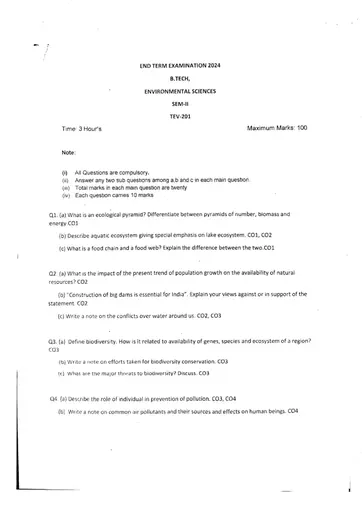 END TERM EXAMINATION 2024
B.TECH,
ENVIRONMENTAL SCIENCES
SEM-II
TEV-201
Time 3 Hour's Maximum Marks: 100
Note:
(i) All Questions are compulsory.
(ii) Answer any two sub questions among a,b and c in each main question
(iii) Total marks in each main question are twenty
(iv) Each question carries 10 marks
Q1. (a) What is an ecological pyramid? Differentiate between pyramids of number, biomass and
energy.CO1
(b) Describe aquatic ecosystem giving special emphasis on lake ecosystem. CO1, CO2
(c) What is a food chain and a food web? Explain the difference between the two.CO1
Q2. (a) What is the impact of the present trend of population growth on the availability of natural
resources? CO2
(b) "Construction of big dams is essential for India". Explain your views against or in support of the
statement. CO2
(c) Write a note on the conflicts over water around us. CO2, CO3
Q3. (a) Define biodiversity. How is it related to availability of genes, species and ecosystem of a region?
CO3
(b) Write a note on efforts taken for biodiversity conservation. CO3
(c) What are the major threats to biodiversity? Discuss. CO3
Q4. (a) Describe the role of individual in prevention of pollution. CO3, CO4
(b) Write a note on common air pollutants and their sources and effects on human beings. CO4